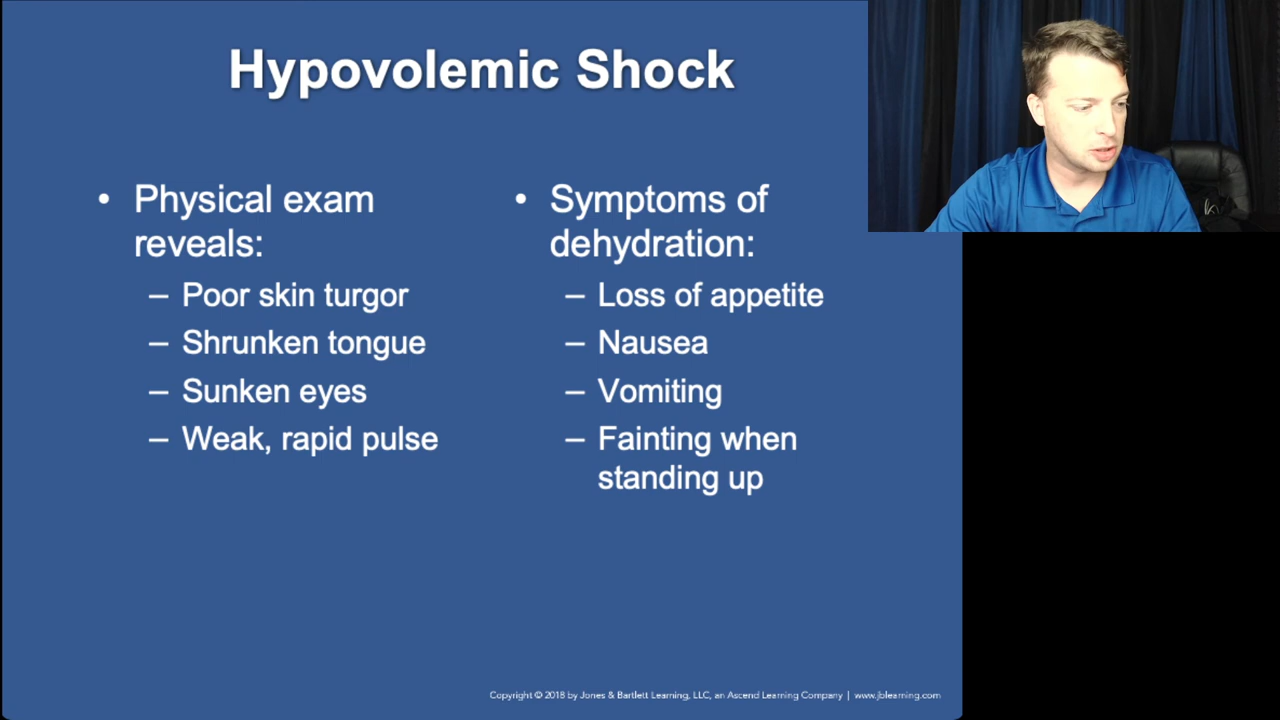 Hypovolemic Shock
• Physical exam
reveals:
– Poor skin turgor
– Shrunken tongue
– Sunken eyes
– Weak, rapid pulse
• Symptoms of
dehydration:
– Loss of appetite
– Nausea
– Vomiting
– Fainting when
standing up
Copyright © 2018 by Jones & Bartlett Learning, LLC, an Ascend Learning Company | www.jblearning.com